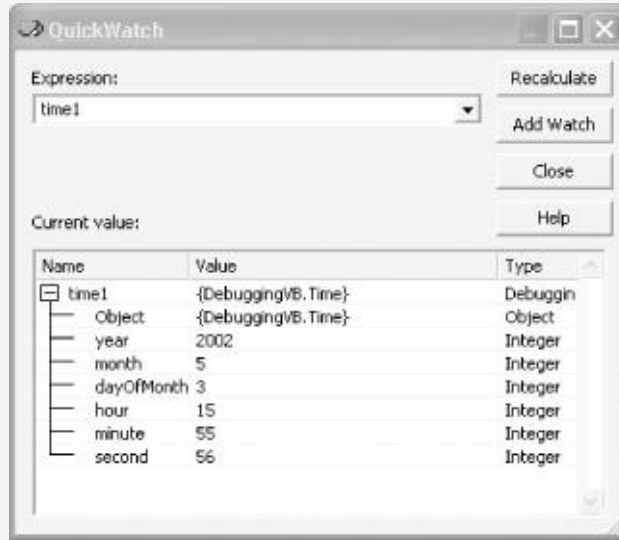 QuickWatch
Expression:
Recalculate
time1
Add Watch
Close
Current value:
Help
Name Value Type
time1 {DebuggingVB.Time} Debuggin
Object {DebuggingVB.Time} Object
year 2002 Integer
month 5 Integer
dayOfMonth 3 Integer
hour 15 Integer
minute 55 Integer
second 56 Integer